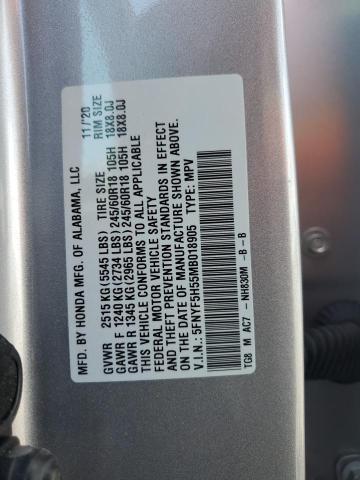 MFD. BY HONDA MFG. OF ALABAMA, LLC 11/'20
TIRE SIZE RIM SIZE
GVWR 2515 KG(5545 LBS)
GAWR F 1240 KG(2734 LBS)245/60R18 105H 18X8.0J
GAWR R 1345 KG(2965 LBS)245/60R18 105H 18X8.0J
THIS VEHICLE CONFORMS TO ALL APPLICABLE
FEDERAL MOTOR VEHICLE SAFETY
AND THEFT PREVENTION STANDARDS IN EFFECT
ON THE DATE OF MANUFACTURE SHOWN ABOVE.
V.I.N.: 5FNYF5H55MB018905 TYPE: MPV
TG8 M AC7 - NH830M -B - B